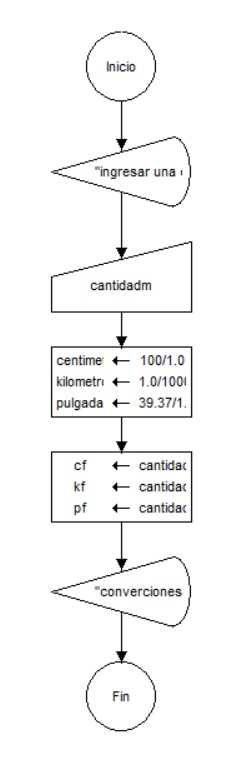 Inicio
"ingresar una
cantidadm
centime ← 100/1.0
kilometr ← 1.0/100
pulgada ← 39.37/1.
cf ← cantidad
kf ← cantidad
pf ← cantidad
"converciones
Fin